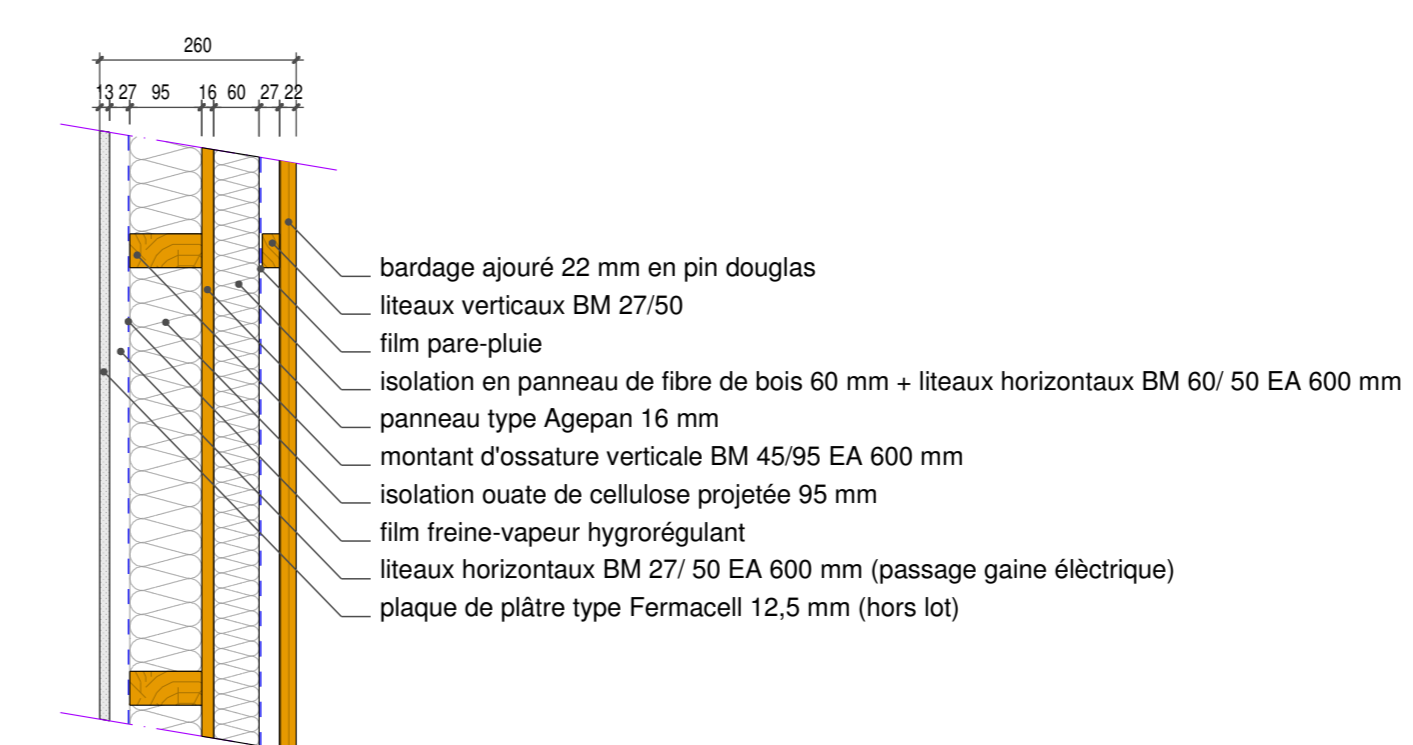 260
13 27 95 16 60 27 22
bardage ajouré 22 mm en pin douglas
liteaux verticaux BM 27/50
film pare-pluie
isolation en panneau de fibre de bois 60 mm + liteaux horizontaux BM 60/ 50 EA 600 mm
panneau type Agepan 16 mm
montant d'ossature verticale BM 45/95 EA 600 mm
isolation ouate de cellulose projetée 95 mm
film freine-vapeur hygrorégulant
liteaux horizontaux BM 27/ 50 EA 600 mm (passage gaine élèctrique)
plaque de plâtre type Fermacell 12,5 mm (hors lot)